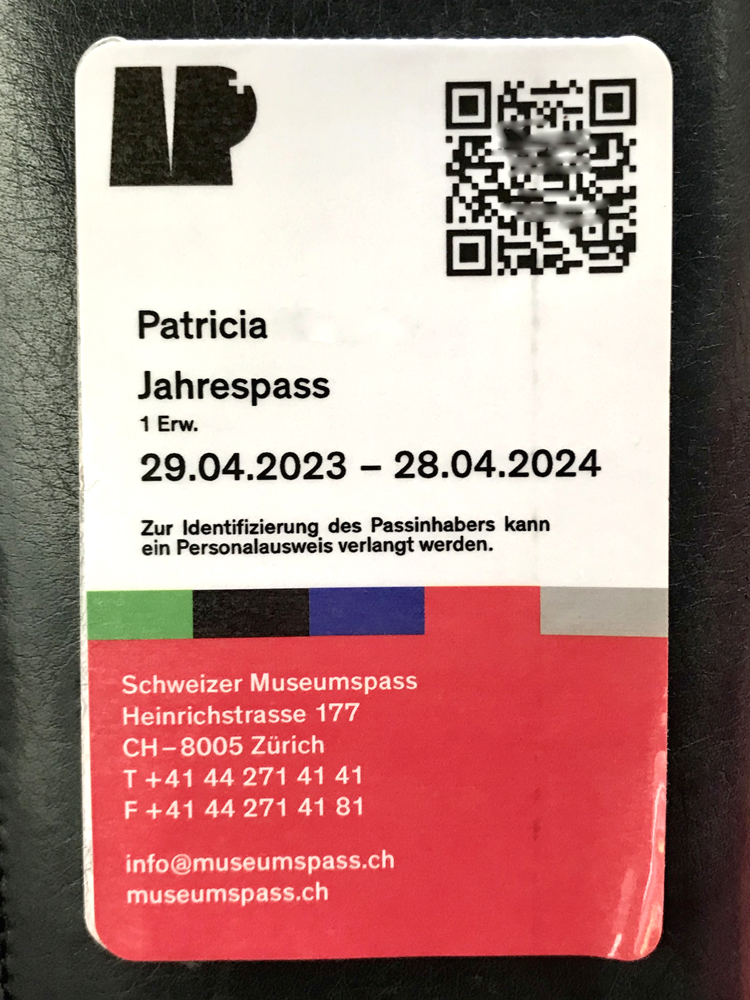 Patricia
Jahrespass
1 Erw.
29.04.2023 – 28.04.2024
Zur Identifizierung des Passinhabers kann
ein Personalausweis verlangt werden.
Schweizer Museumspass
Heinrichstrasse 177
CH–8005 Zürich
T +41 44 271 41 41
F +41 44 271 41 81
info@museumspass.ch
museumspass.ch